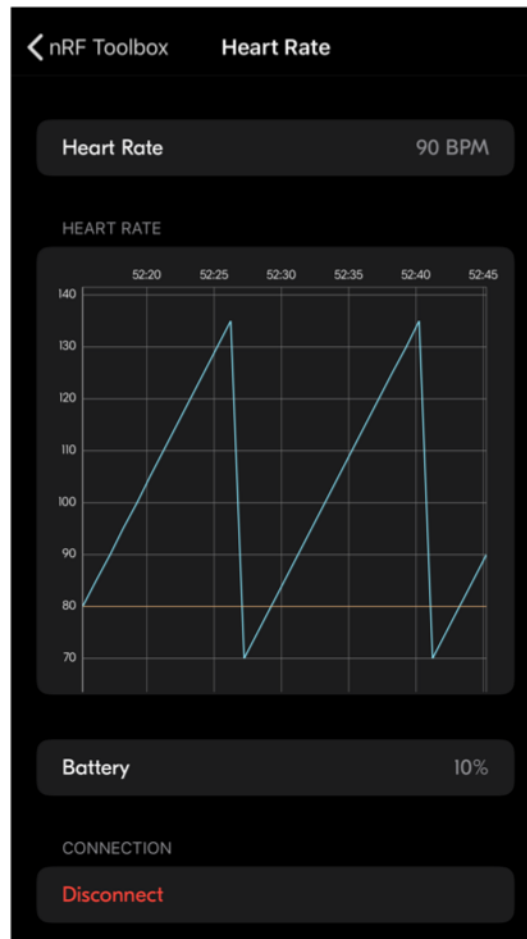 nRF Toolbox Heart Rate
Heart Rate 90 BPM
HEART RATE
52:20 52:25 52:30 52:35 52:40 52:45
140
130
120
110
100
90
80
70
Battery 10%
CONNECTION
Disconnect